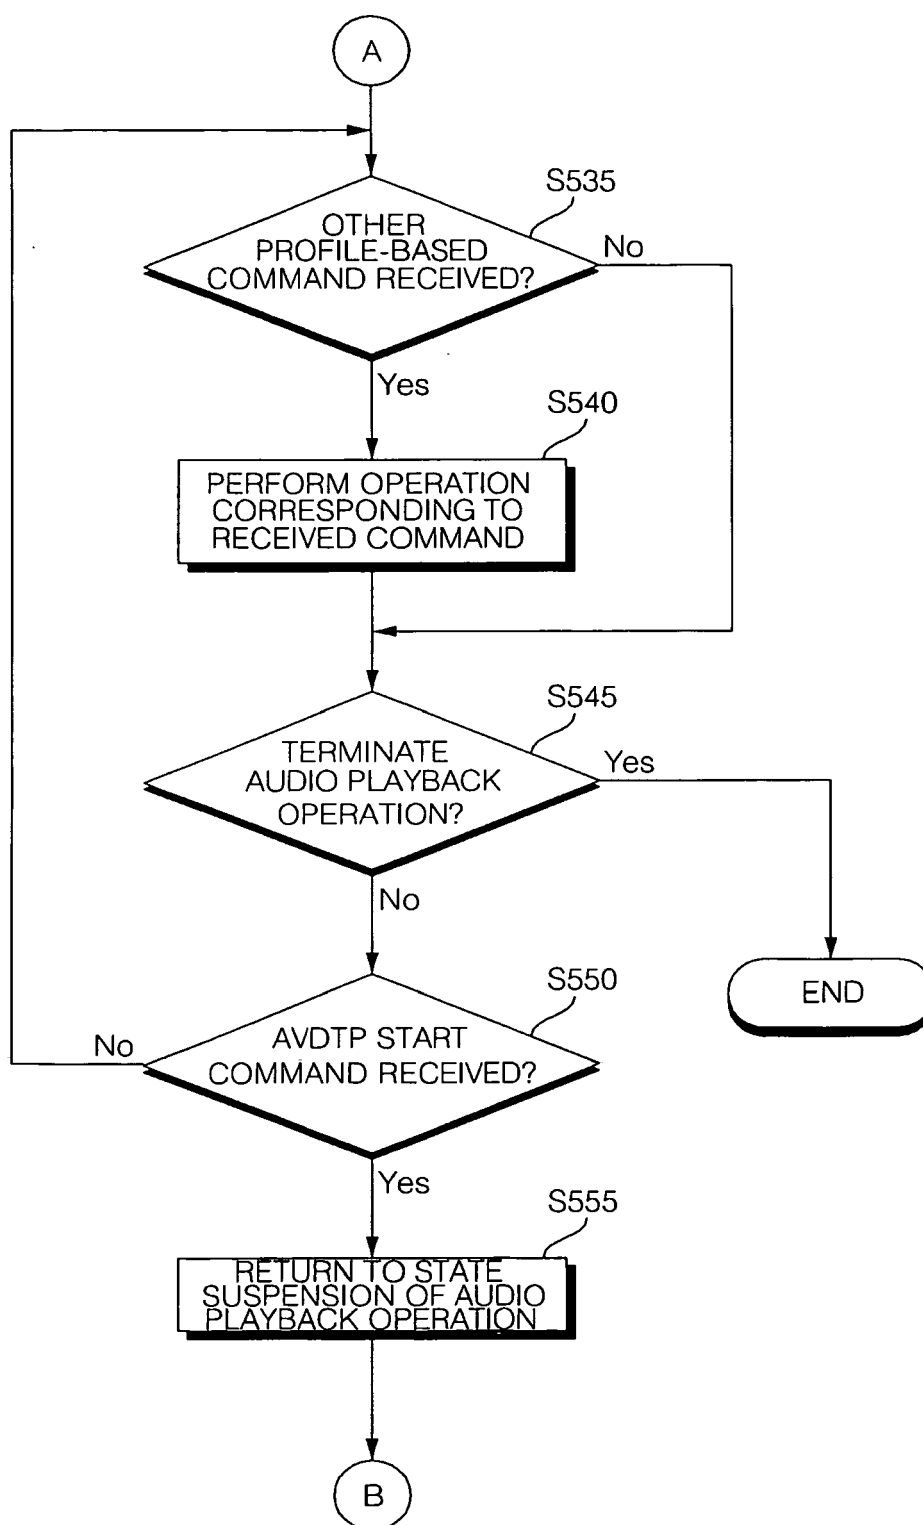 A
S535
OTHER
PROFILE-BASED
COMMAND RECEIVED?
No
Yes
S540
PERFORM OPERATION
CORRESPONDING TO
RECEIVED COMMAND
S545
TERMINATE
AUDIO PLAYBACK
OPERATION?
Yes
No
S550
END
AVDTP START
COMMAND RECEIVED?
No
Yes
S555
RETURN TO STATE
SUSPENSION OF AUDIO
PLAYBACK OPERATION
B